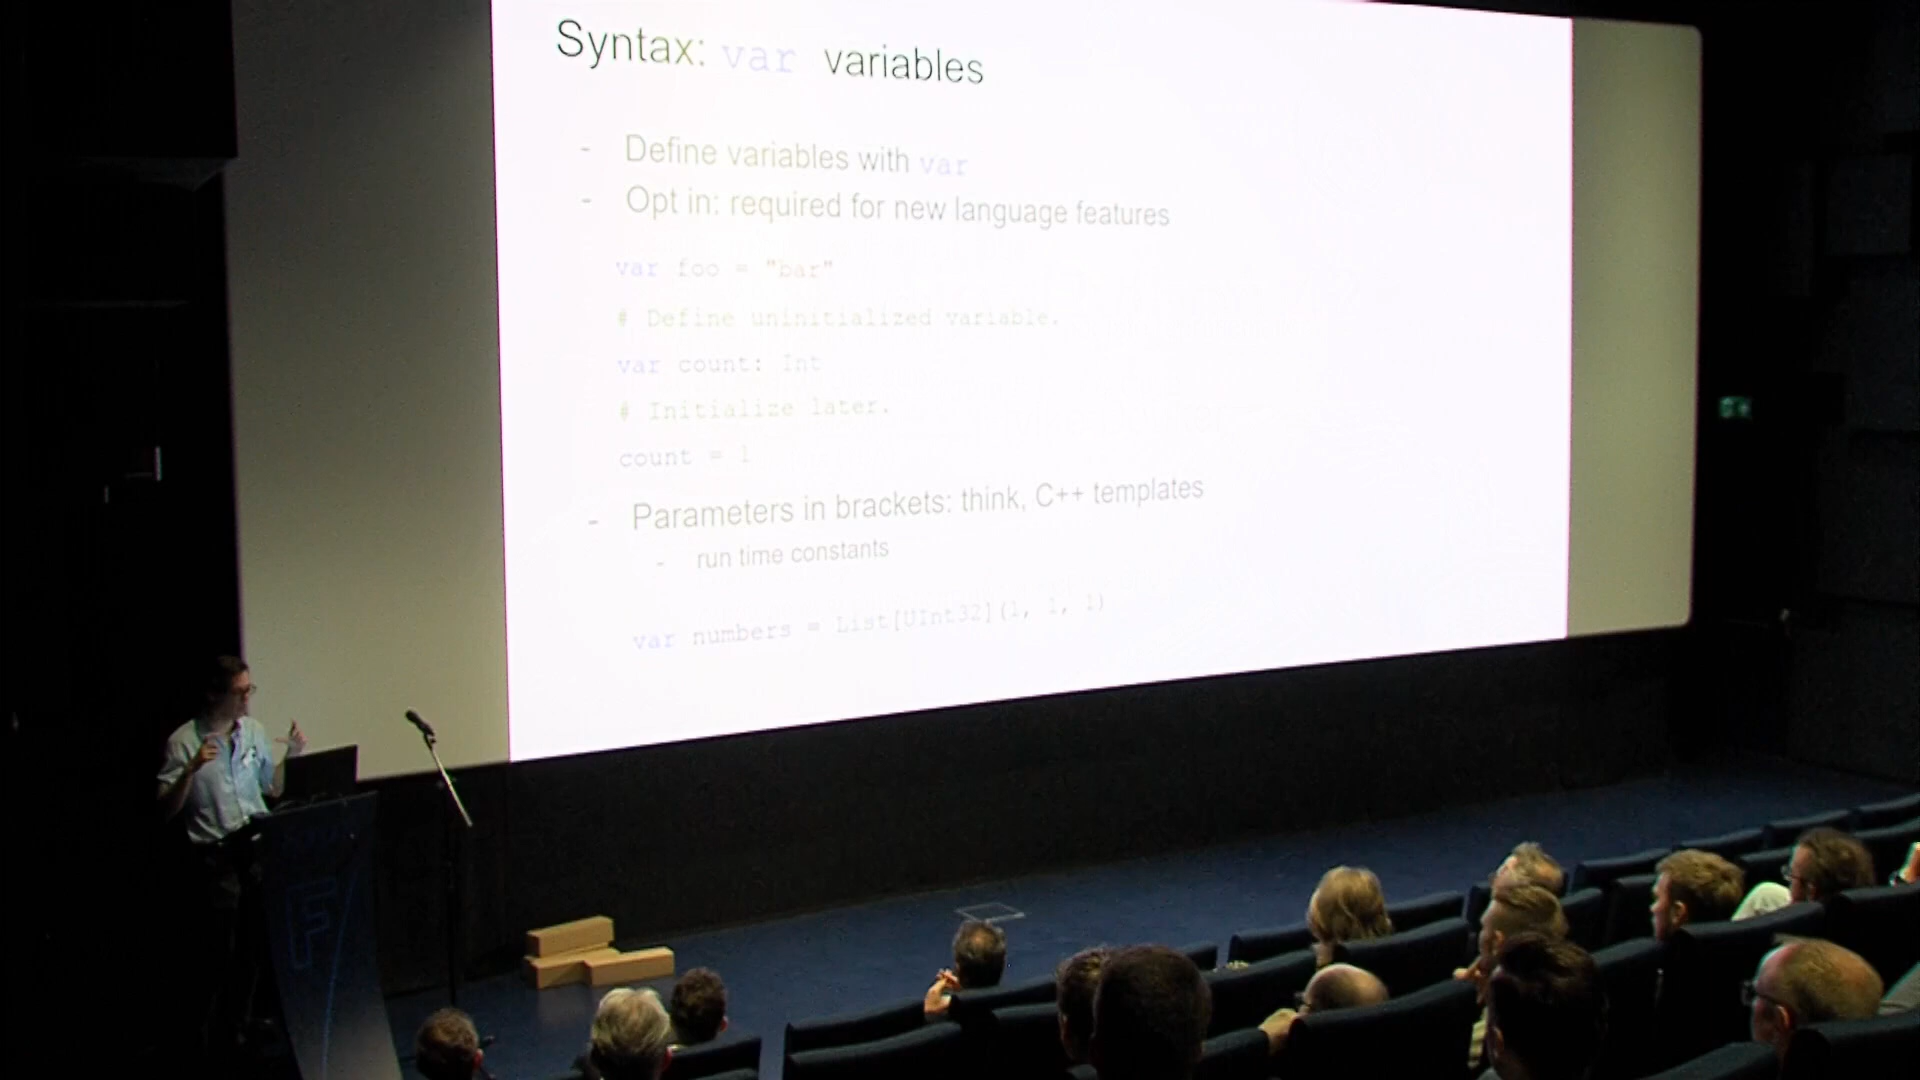 Syntax: var variables
- Define variables with var
- Opt in: required for new language features
var foo = "bar"
# Define uninitialized variable.
var count: Int
# Initialize later.
count = 1
- Parameters in brackets: think, C++ templates
- run time constants
var numbers = List[UInt32](1, 1, 1)